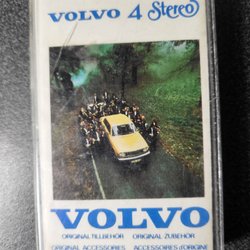 VOLVO 4 Stereo
VOLVO
ORIGINAL TILLBEHÖR ORIGINAL ZUBEHÖR
ORIGINAL ACCESSORIES ACCESSOIRES d'ORIGINE